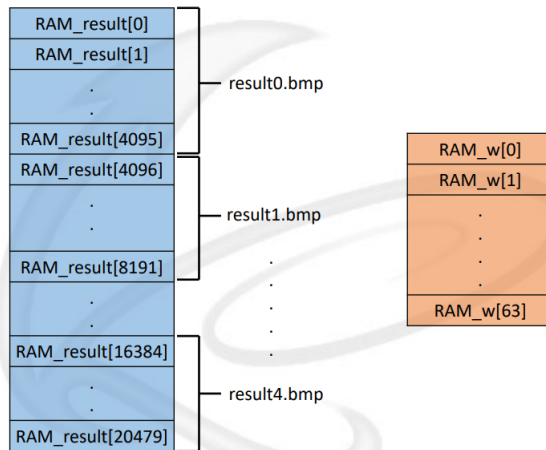 RAM_result[0]
RAM_result[1]
.
.
RAM_result[4095]
result0.bmp
RAM_result[4096]
.
.
RAM_result[8191]
result1.bmp
.
.
.
.
.
.
.
RAM_result[16384]
.
.
RAM_result[20479]
result4.bmp
RAM_w[0]
RAM_w[1]
.
.
.
.
RAM_w[63]